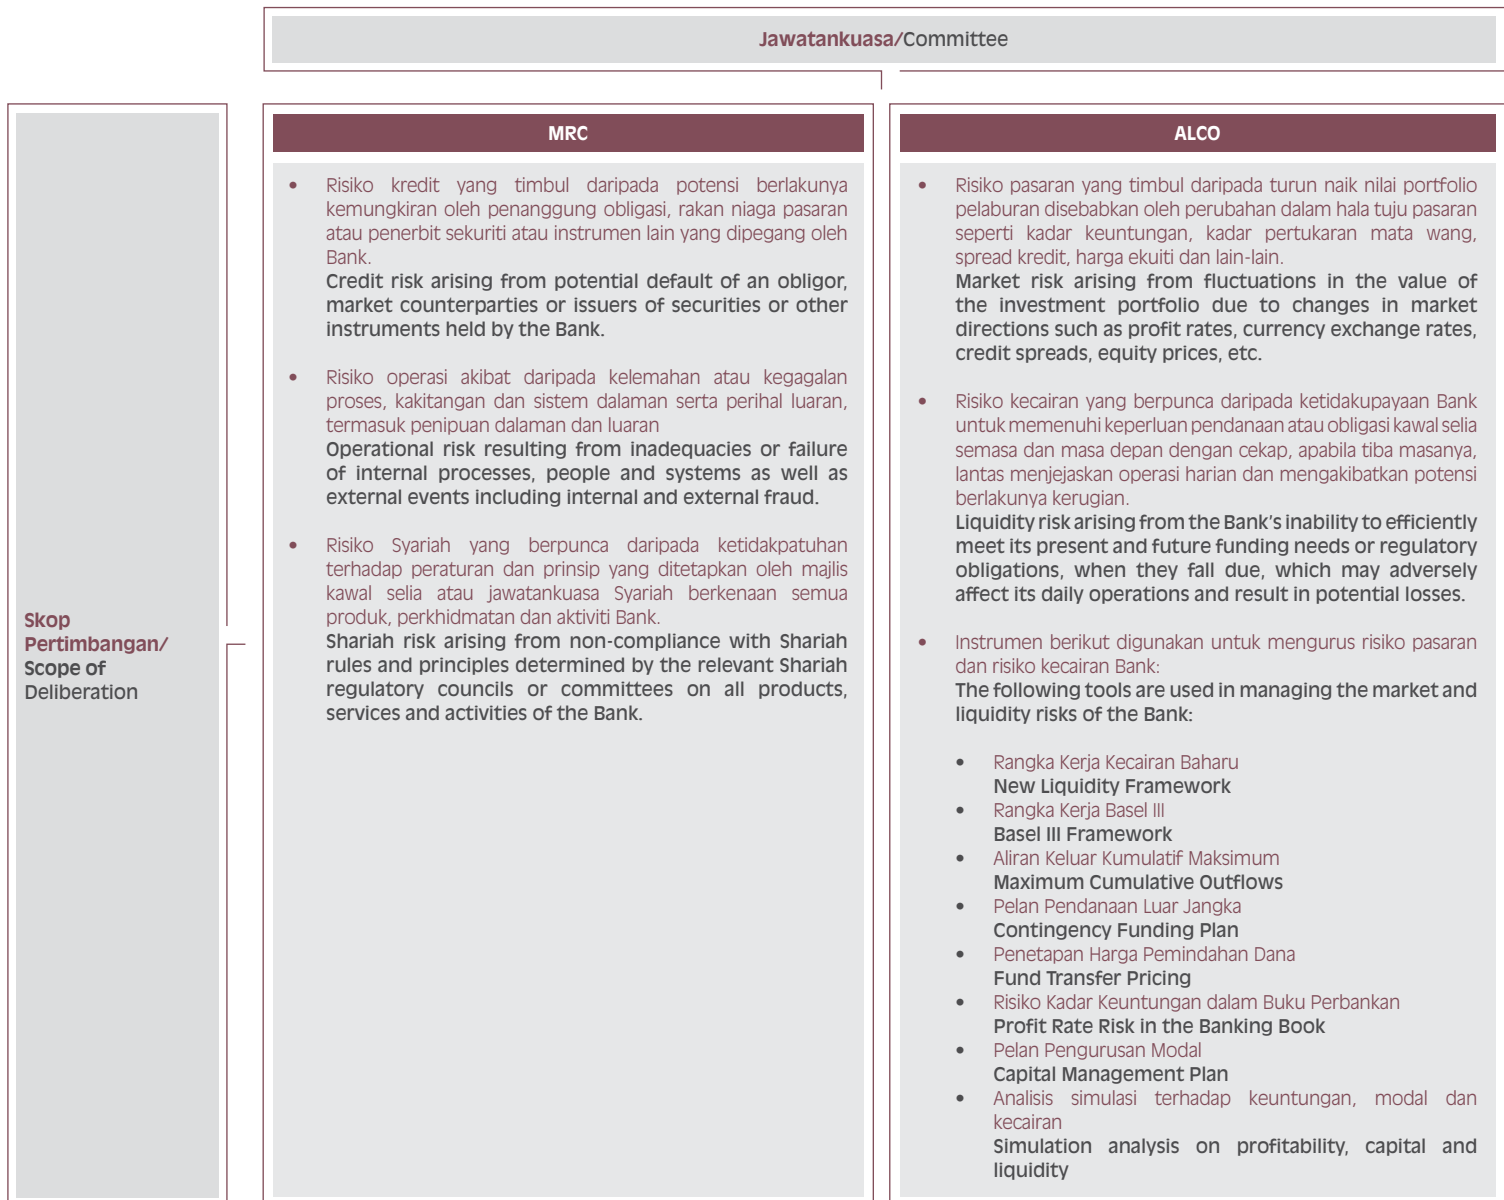 Jawatankuasa/Committee
Skop
Pertimbangan/
Scope of
Deliberation
MRC
• Risiko kredit yang timbul daripada potensi berlakunya
kemungkiran oleh penanggung obligasi, rakan niaga pasaran
atau penerbit sekuriti atau instrumen lain yang dipegang oleh
Bank.
Credit risk arising from potential default of an obligor,
market counterparties or issuers of securities or other
instruments held by the Bank.
• Risiko operasi akibat daripada kelemahan atau kegagalan
proses, kakitangan dan sistem dalaman serta perihal luaran,
termasuk penipuan dalaman dan luaran
Operational risk resulting from inadequacies or failure
of internal processes, people and systems as well as
external events including internal and external fraud.
• Risiko Syariah yang berpunca daripada ketidakpatuhan
terhadap peraturan dan prinsip yang ditetapkan oleh majlis
kawal selia atau jawatankuasa Syariah berkenaan semua
produk, perkhidmatan dan aktiviti Bank.
Shariah risk arising from non-compliance with Shariah
rules and principles determined by the relevant Shariah
regulatory councils or committees on all products,
services and activities of the Bank.
ALCO
• Risiko pasaran yang timbul daripada turun naik nilai portfolio
pelaburan disebabkan oleh perubahan dalam hala tuju pasaran
seperti kadar keuntungan, kadar pertukaran mata wang,
spread kredit, harga ekuiti dan lain-lain.
Market risk arising from fluctuations in the value of
the investment portfolio due to changes in market
directions such as profit rates, currency exchange rates,
credit spreads, equity prices, etc.
• Risiko kecairan yang berpunca daripada ketidakupayaan Bank
untuk memenuhi keperluan pendanaan atau obligasi kawal selia
semasa dan masa depan dengan cekap, apabila tiba masanya,
lantas menjejaskan operasi harian dan mengakibatkan potensi
berlakunya kerugian.
Liquidity risk arising from the Bank's inability to efficiently
meet its present and future funding needs or regulatory
obligations, when they fall due, which may adversely
affect its daily operations and result in potential losses.
• Instrumen berikut digunakan untuk mengurus risiko pasaran
dan risiko kecairan Bank:
The following tools are used in managing the market and
liquidity risks of the Bank:
• Rangka Kerja Kecairan Baharu
New Liquidity Framework
• Rangka Kerja Basel III
Basel III Framework
• Aliran Keluar Kumulatif Maksimum
Maximum Cumulative Outflows
• Pelan Pendanaan Luar Jangka
Contingency Funding Plan
• Penetapan Harga Pemindahan Dana
Fund Transfer Pricing
• Risiko Kadar Keuntungan dalam Buku Perbankan
Profit Rate Risk in the Banking Book
• Pelan Pengurusan Modal
Capital Management Plan
• Analisis simulasi terhadap keuntungan, modal dan
kecairan
Simulation analysis on profitability, capital and
liquidity